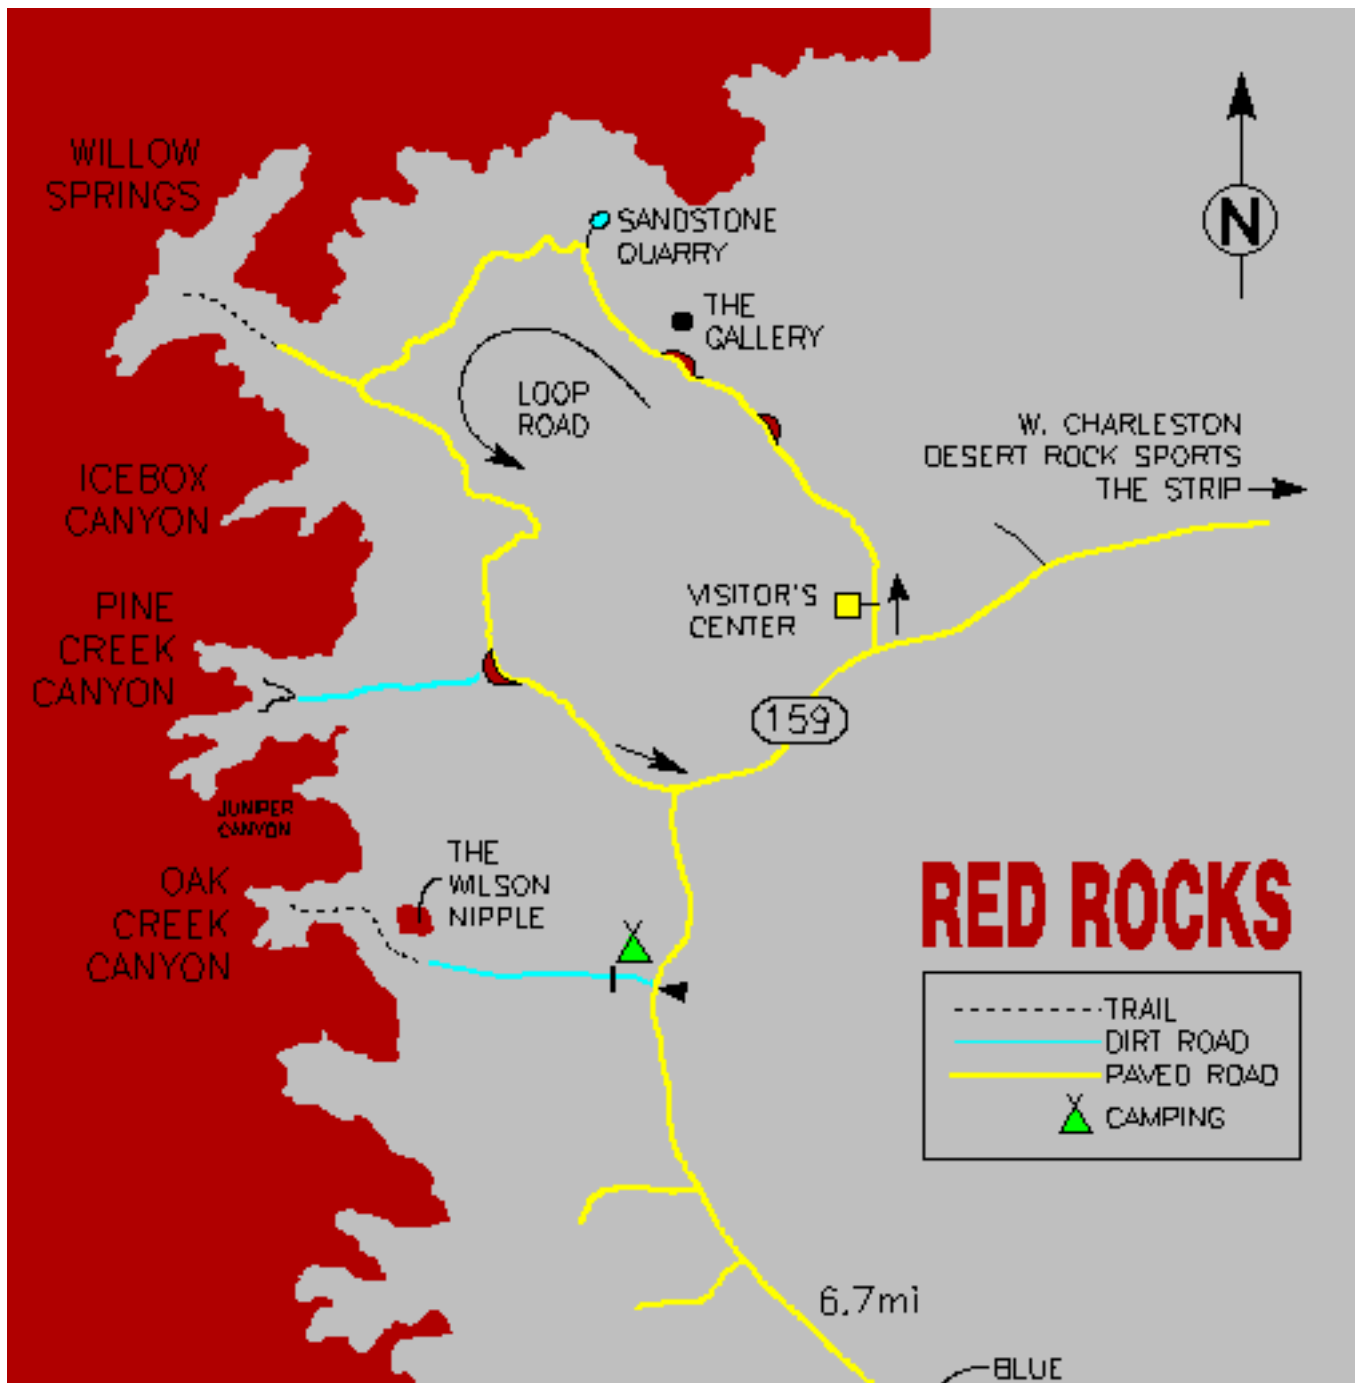 WILLOW
SPRINGS
SANDSTONE
QUARRY
N
THE
GALLERY
LOOP
ROAD
W. CHARLESTON
DESERT ROCK SPORTS
THE STRIP
ICEBOX
CANYON
PINE
CREEK
CANYON
VISITOR'S
CENTER
159
JUNIPER
CANYON
THE
WILSON
NIPPLE
OAK
CREEK
CANYON
RED ROCKS
TRAIL
DIRT ROAD
PAVED ROAD
CAMPING
6.7mi
BLUE